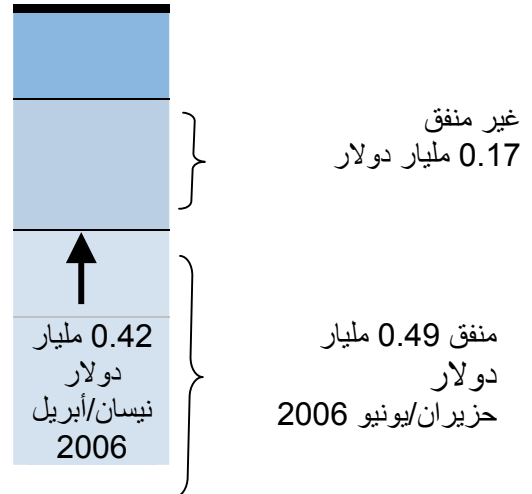 غير منفق
0.17 مليار دولار
منفق 0.49 مليار
دولار
حزيران/يونيو 2006
0.42 مليار
دولار
نيسان/أبريل
2006